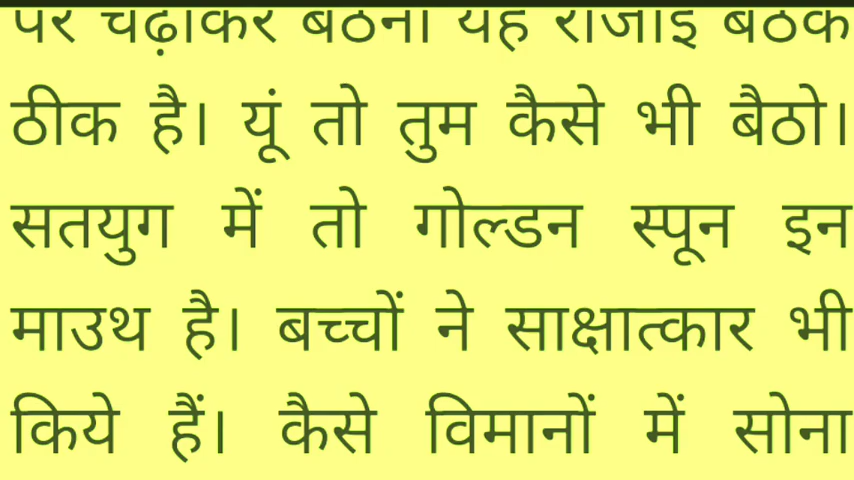 पर चढ़ाकर बैठना यह राजाई बैठक
ठीक है। यूं तो तुम कैसे भी बैठो।
सतयुग में तो गोल्डन स्पून इन
माउथ है। बच्चों ने साक्षात्कार भी
किये हैं। कैसे विमानों में सोना